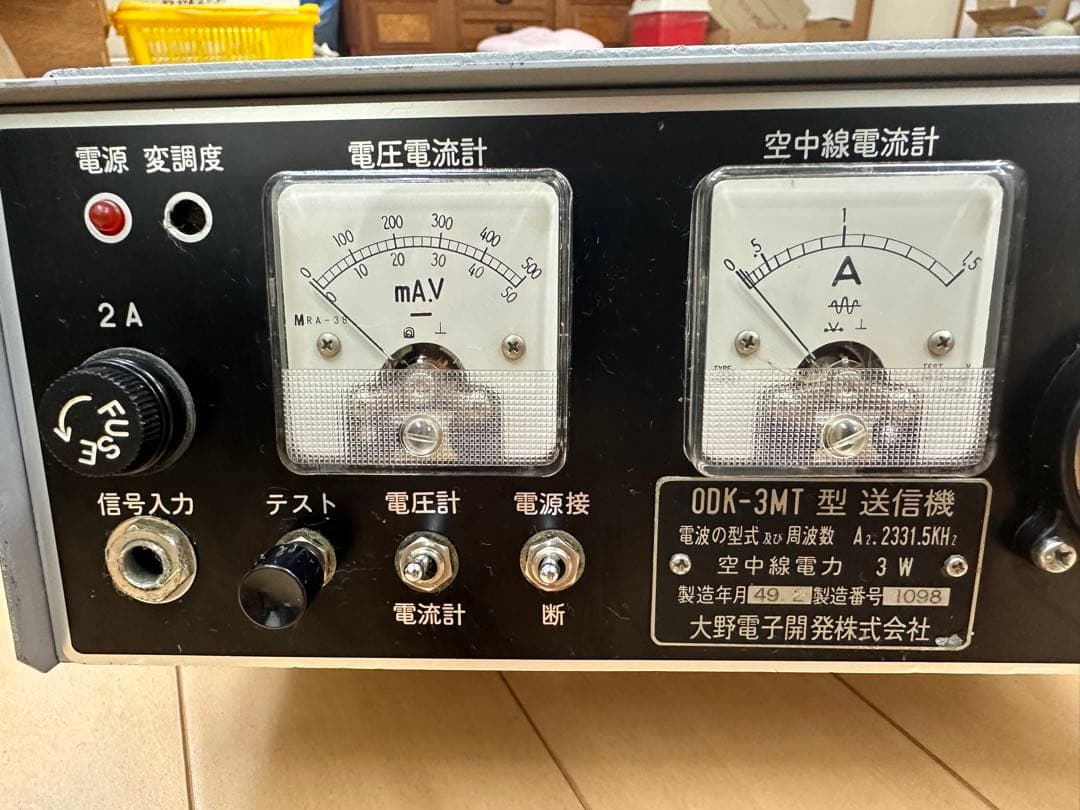 電源 変調度
電圧電流計
空中線電流計
0 100 200 300 400 500
0 10 20 30 40 50
mA.V
MRA-38
0 .5 1 1.5
A
2A
FUSE
信号入力
テスト
電圧計
電流計
電源接
断
ODK-3MT 型 送信機
電波の型式及び周波数 A2. 2331.5KHz
空中線電力 3W
製造年月 49.2 製造番号 1098
大野電子開発株式会社